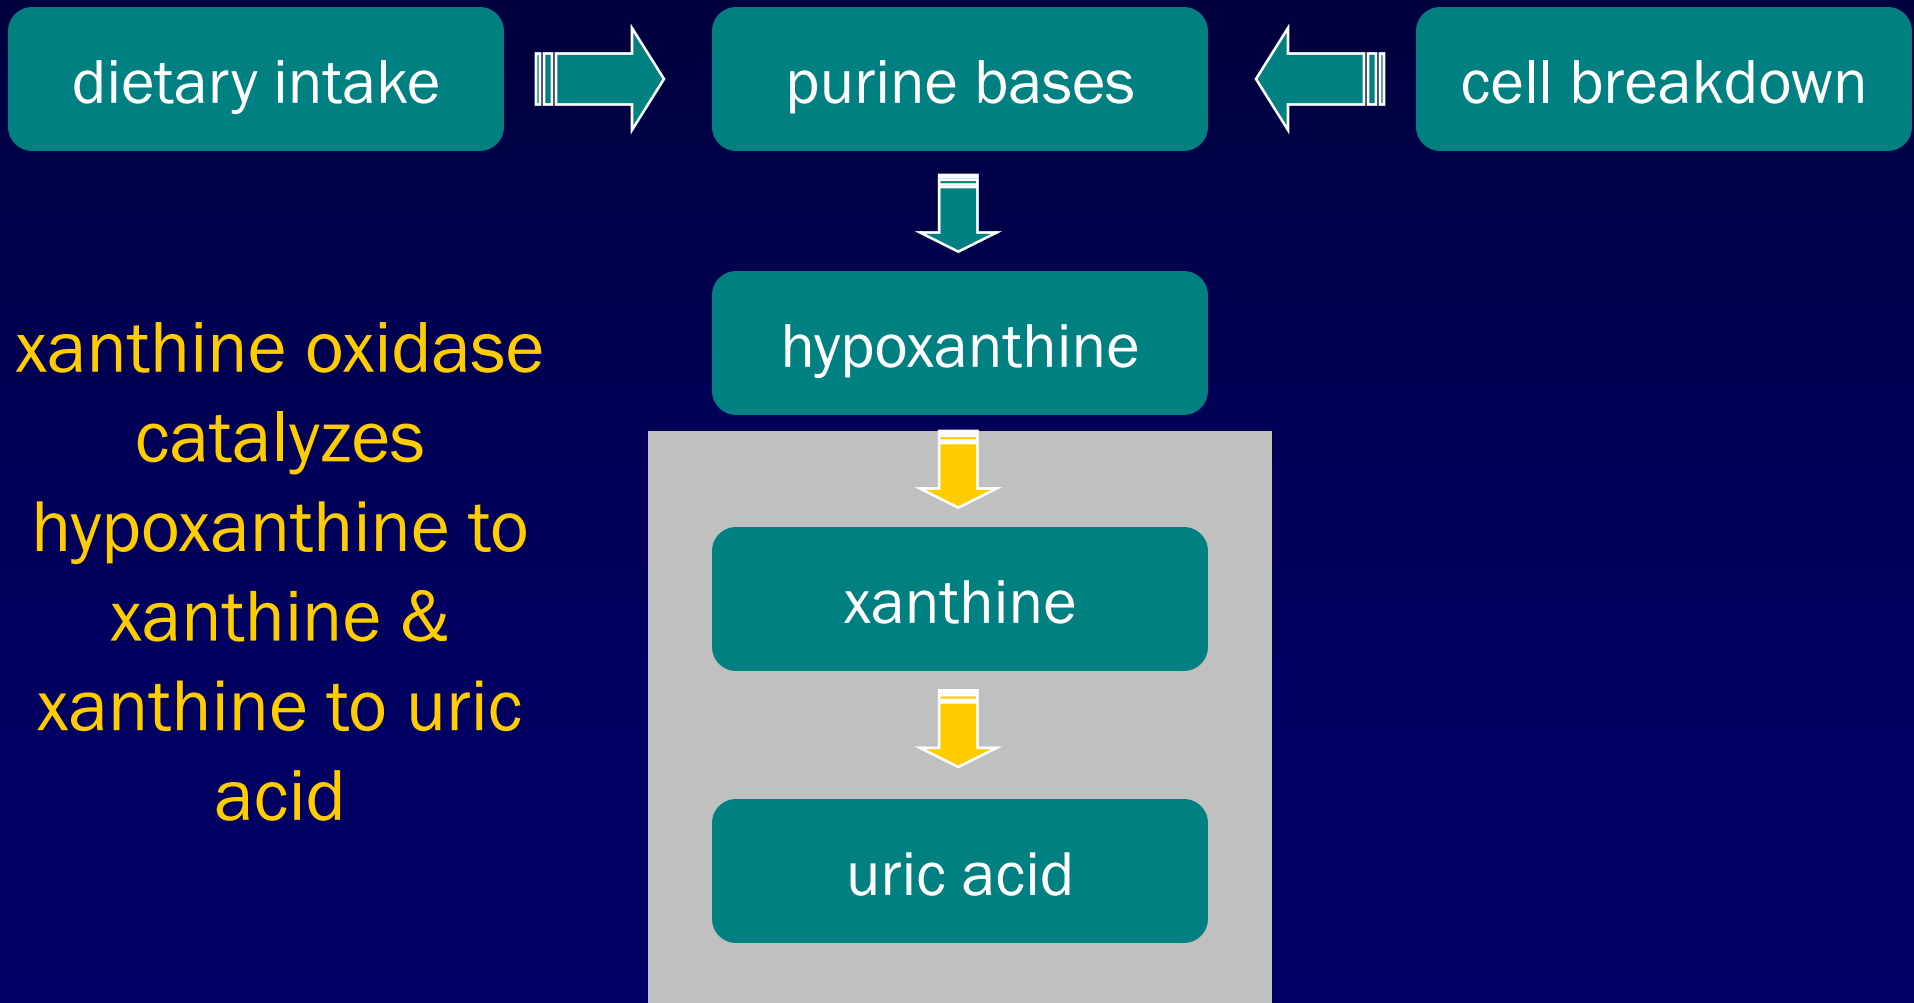 dietary intake
purine bases
cell breakdown
hypoxanthine
xanthine oxidase
catalyzes
hypoxanthine to
xanthine &
xanthine to uric
acid
xanthine
uric acid